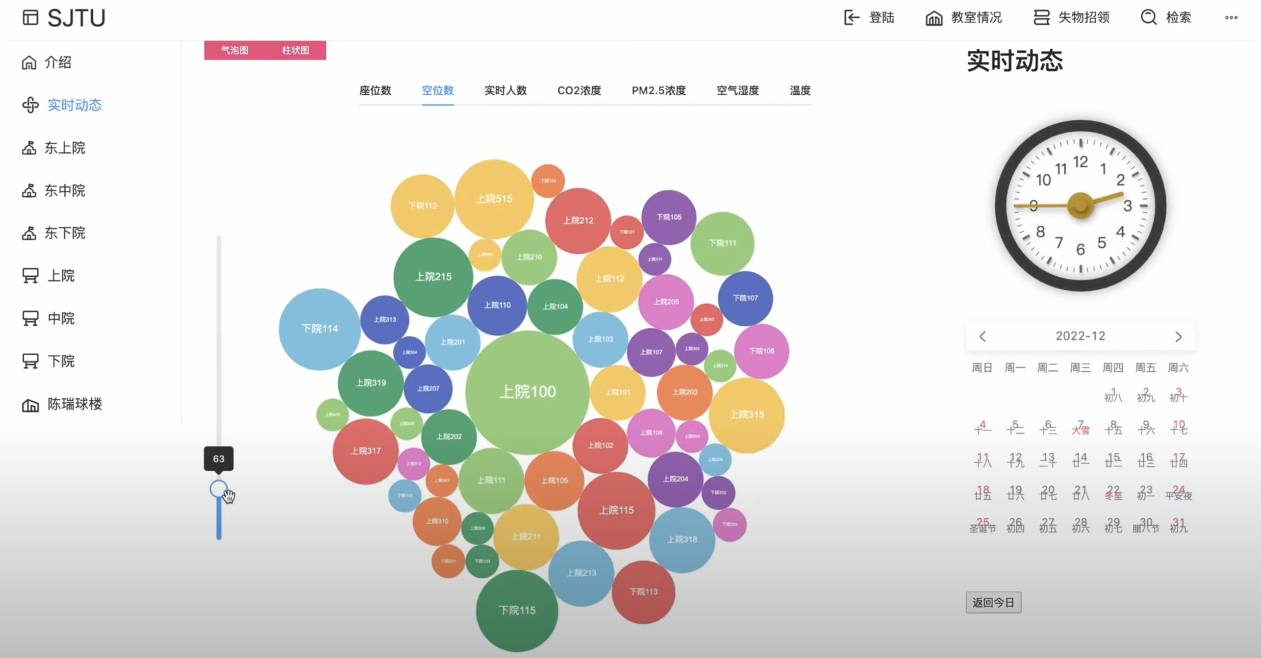 SJTU
登陆
教室情况
失物招领
检索
介绍
实时动态
东上院
东中院
东下院
上院
中院
下院
陈瑞球楼
气泡图 柱状图
座位数 空位数 实时人数 CO2浓度 PM2.5浓度 空气湿度 温度
63
下院112
上院515
上院212
下院105
下院111
上院215
上院210
上院112
上院205
下院107
下院114
上院313
上院110
上院104
上院103
上院201
上院107
下院106
上院319
上院207
上院100
上院101
上院203
上院315
上院317
上院202
上院102
上院109
上院111
上院105
上院204
上院310
上院211
上院115
上院318
上院213
下院113
下院115
实时动态
12
1
2
3
4
5
6
7
8
9
10
11
2022-12
周日 周一 周二 周三 周四 周五 周六
1 2 3
初八 初九 初十
4 5 6 7 8 9 10
十一 十二 十三 大雪 十五 十六 十七
11 12 13 14 15 16 17
十八 十九 二十 廿一 廿二 廿三 廿四
18 19 20 21 22 23 24
廿五 廿六 廿七 廿八 冬至 初一 平安夜
25 26 27 28 29 30 31
圣诞节 初四 初五 初六 初七 腊八节 初九
返回今日